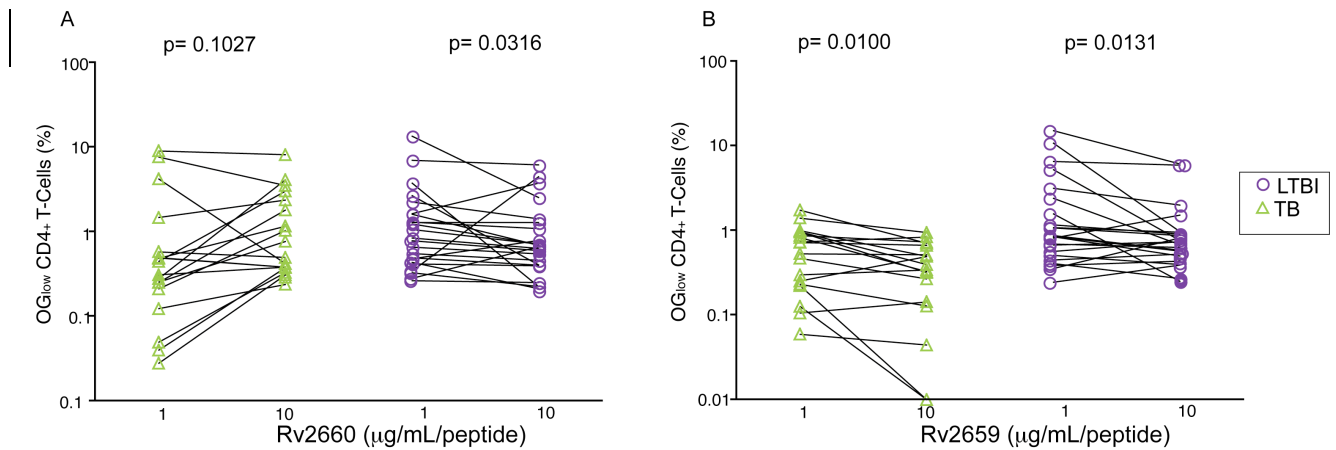 A
p= 0.1027
p= 0.0316
100
10
1
0.1
0.1
OGlow CD4+ T-Cells (%)
1
10
1
10
Rv2660 (μg/mL/peptide)
B
p= 0.0100
p= 0.0131
100
10
1
0.1
0.01
OGlow CD4+ T-Cells (%)
1
10
1
10
Rv2659 (μg/mL/peptide)
LTBI
TB